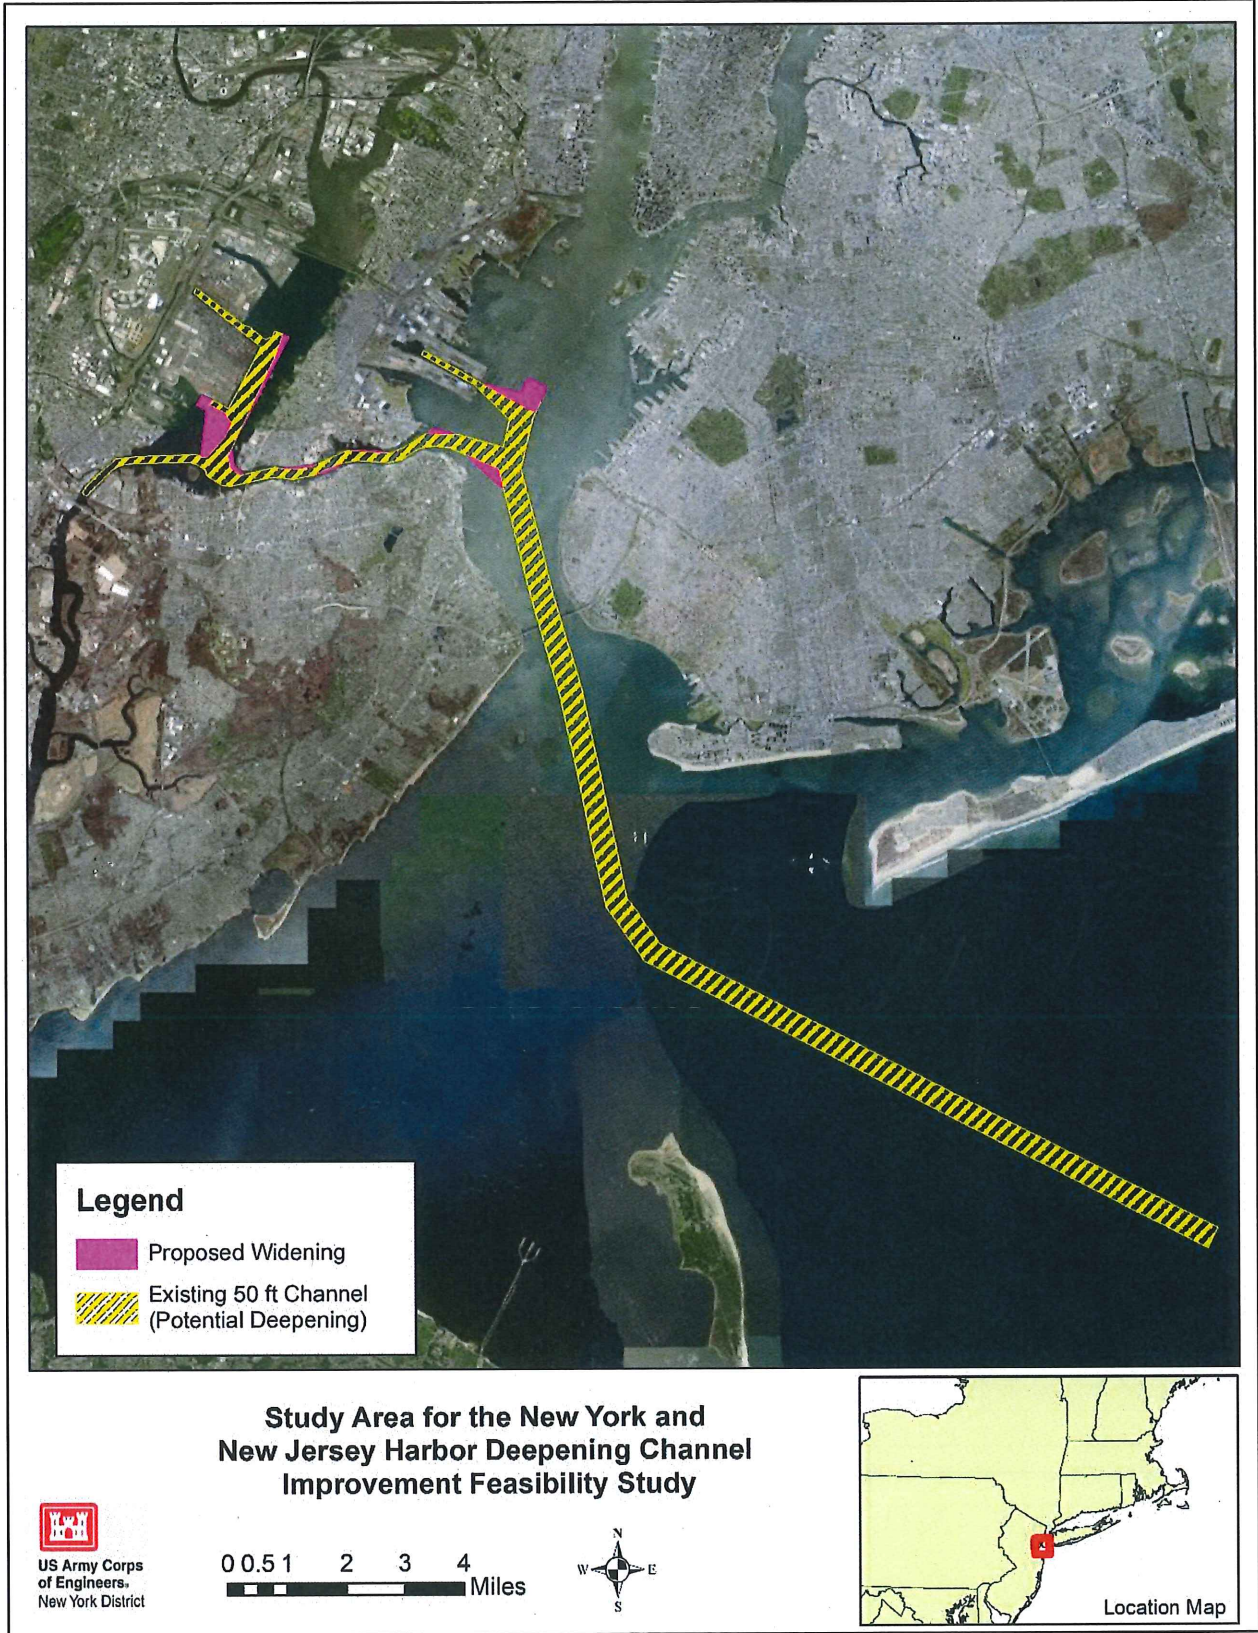 Legend
Proposed Widening
Existing 50 ft Channel
(Potential Deepening)
Study Area for the New York and
New Jersey Harbor Deepening Channel
Improvement Feasibility Study
US Army Corps
of Engineers®
New York District
0 0.5 1 2 3 4
Miles
N
W E
S
Location Map